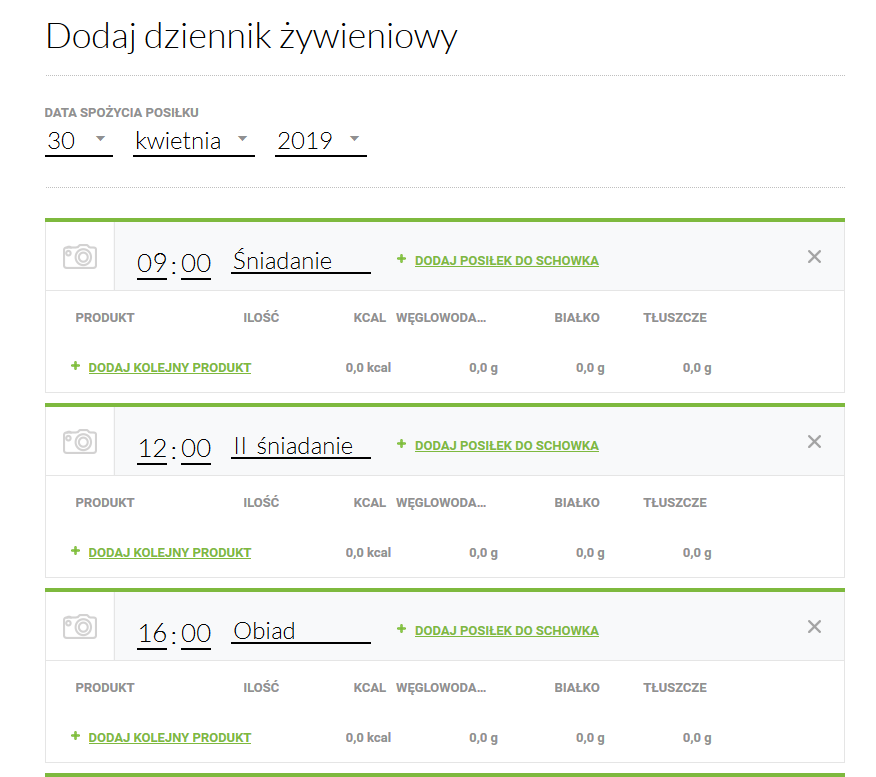 Dodaj dziennik żywieniowy
DATA SPOŻYCIA POSIŁKU
30 kwietnia 2019
09 : 00 Śniadanie + DODAJ POSIŁEK DO SCHOWKA
PRODUKT ILOŚĆ KCAL WĘGLOWODA... BIAŁKO TŁUSZCZE
+ DODAJ KOLEJNY PRODUKT 0,0 kcal 0,0 g 0,0 g 0,0 g
12 : 00 II śniadanie + DODAJ POSIŁEK DO SCHOWKA
PRODUKT ILOŚĆ KCAL WĘGLOWODA... BIAŁKO TŁUSZCZE
+ DODAJ KOLEJNY PRODUKT 0,0 kcal 0,0 g 0,0 g 0,0 g
16 : 00 Obiad + DODAJ POSIŁEK DO SCHOWKA
PRODUKT ILOŚĆ KCAL WĘGLOWODA... BIAŁKO TŁUSZCZE
+ DODAJ KOLEJNY PRODUKT 0,0 kcal 0,0 g 0,0 g 0,0 g